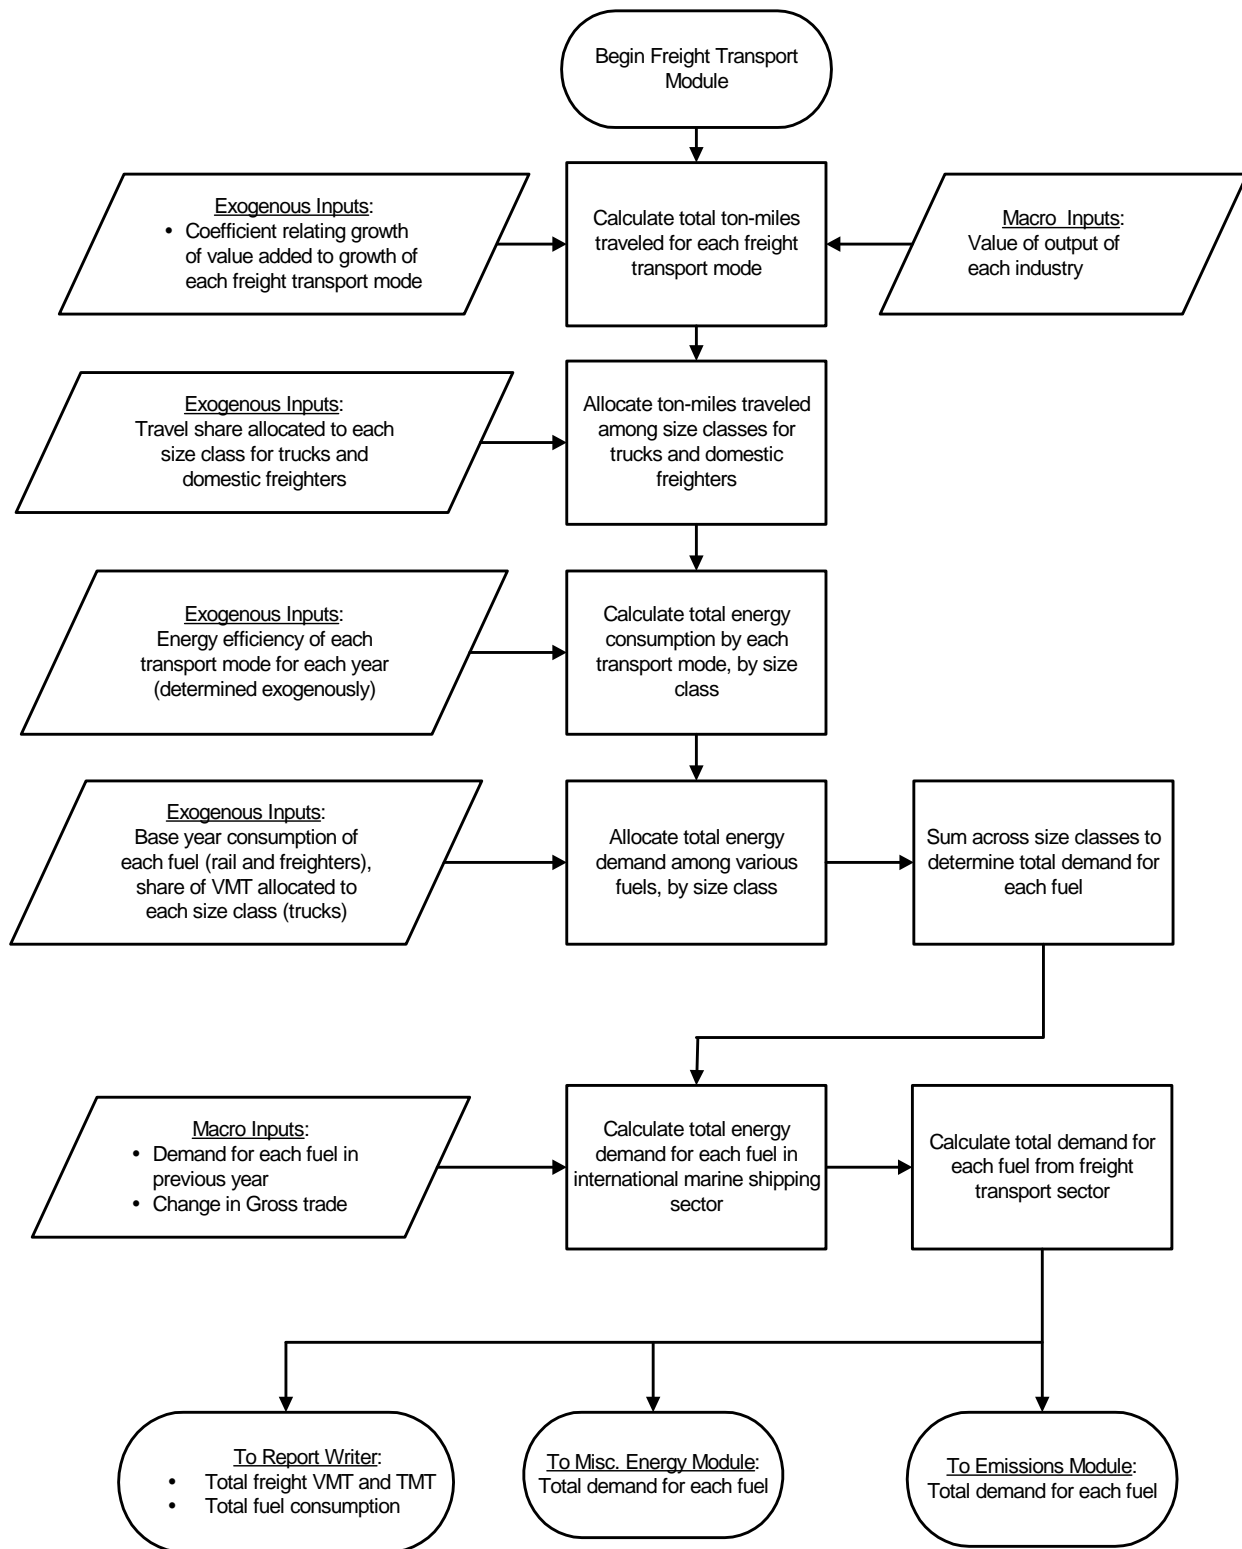 Begin Freight Transport
Module
Exogenous Inputs:
• Coefficient relating growth
of value added to growth of
each freight transport mode
Calculate total ton-miles
traveled for each freight
transport mode
Macro Inputs:
Value of output of
each industry
Exogenous Inputs:
Travel share allocated to each
size class for trucks and
domestic freighters
Allocate ton-miles traveled
among size classes for
trucks and domestic
freighters
Exogenous Inputs:
Energy efficiency of each
transport mode for each year
(determined exogenously)
Calculate total energy
consumption by each
transport mode, by size
class
Exogenous Inputs:
Base year consumption of
each fuel (rail and freighters),
share of VMT allocated to
each size class (trucks)
Allocate total energy
demand among various
fuels, by size class
Sum across size classes to
determine total demand for
each fuel
Macro Inputs:
• Demand for each fuel in
previous year
• Change in Gross trade
Calculate total energy
demand for each fuel in
international marine shipping
sector
Calculate total demand for
each fuel from freight
transport sector
To Report Writer:
• Total freight VMT and TMT
• Total fuel consumption
To Misc. Energy Module:
Total demand for each fuel
To Emissions Module:
Total demand for each fuel